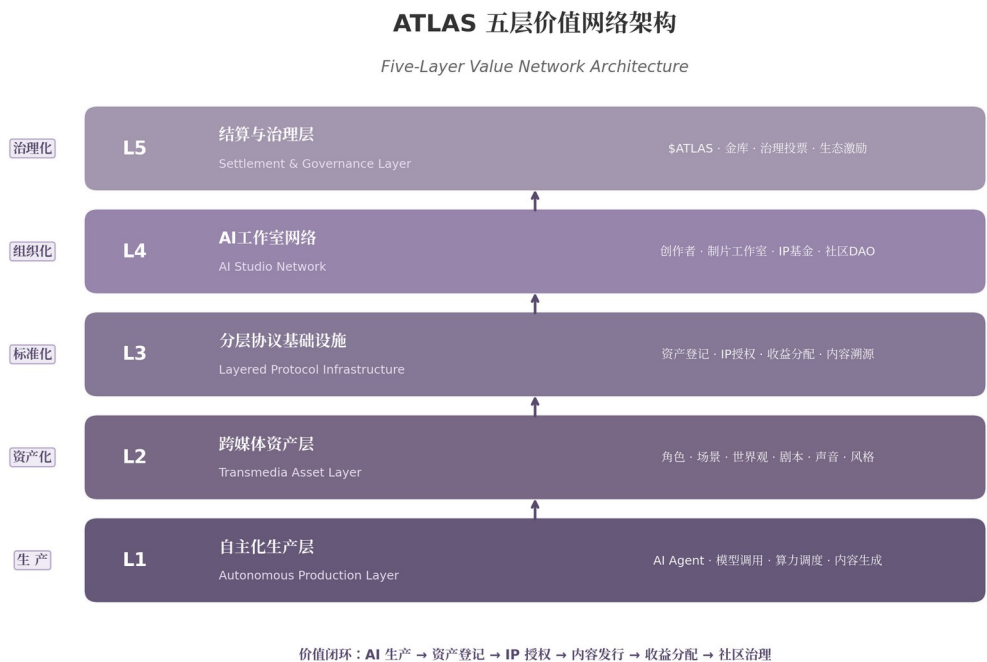 ATLAS 五层价值网络架构
Five-Layer Value Network Architecture
治理化
L5
结算与治理层
Settlement & Governance Layer
$ATLAS · 金库 · 治理投票 · 生态激励
组织化
L4
AI工作室网络
AI Studio Network
创作者 · 制片工作室 · IP基金 · 社区DAO
标准化
L3
分层协议基础设施
Layered Protocol Infrastructure
资产登记 · IP授权 · 收益分配 · 内容溯源
资产化
L2
跨媒体资产层
Transmedia Asset Layer
角色 · 场景 · 世界观 · 剧本 · 声音 · 风格
生 产
L1
自主化生产层
Autonomous Production Layer
AI Agent · 模型调用 · 算力调度 · 内容生成
价值闭环：AI 生产 → 资产登记 → IP 授权 → 内容发行 → 收益分配 → 社区治理